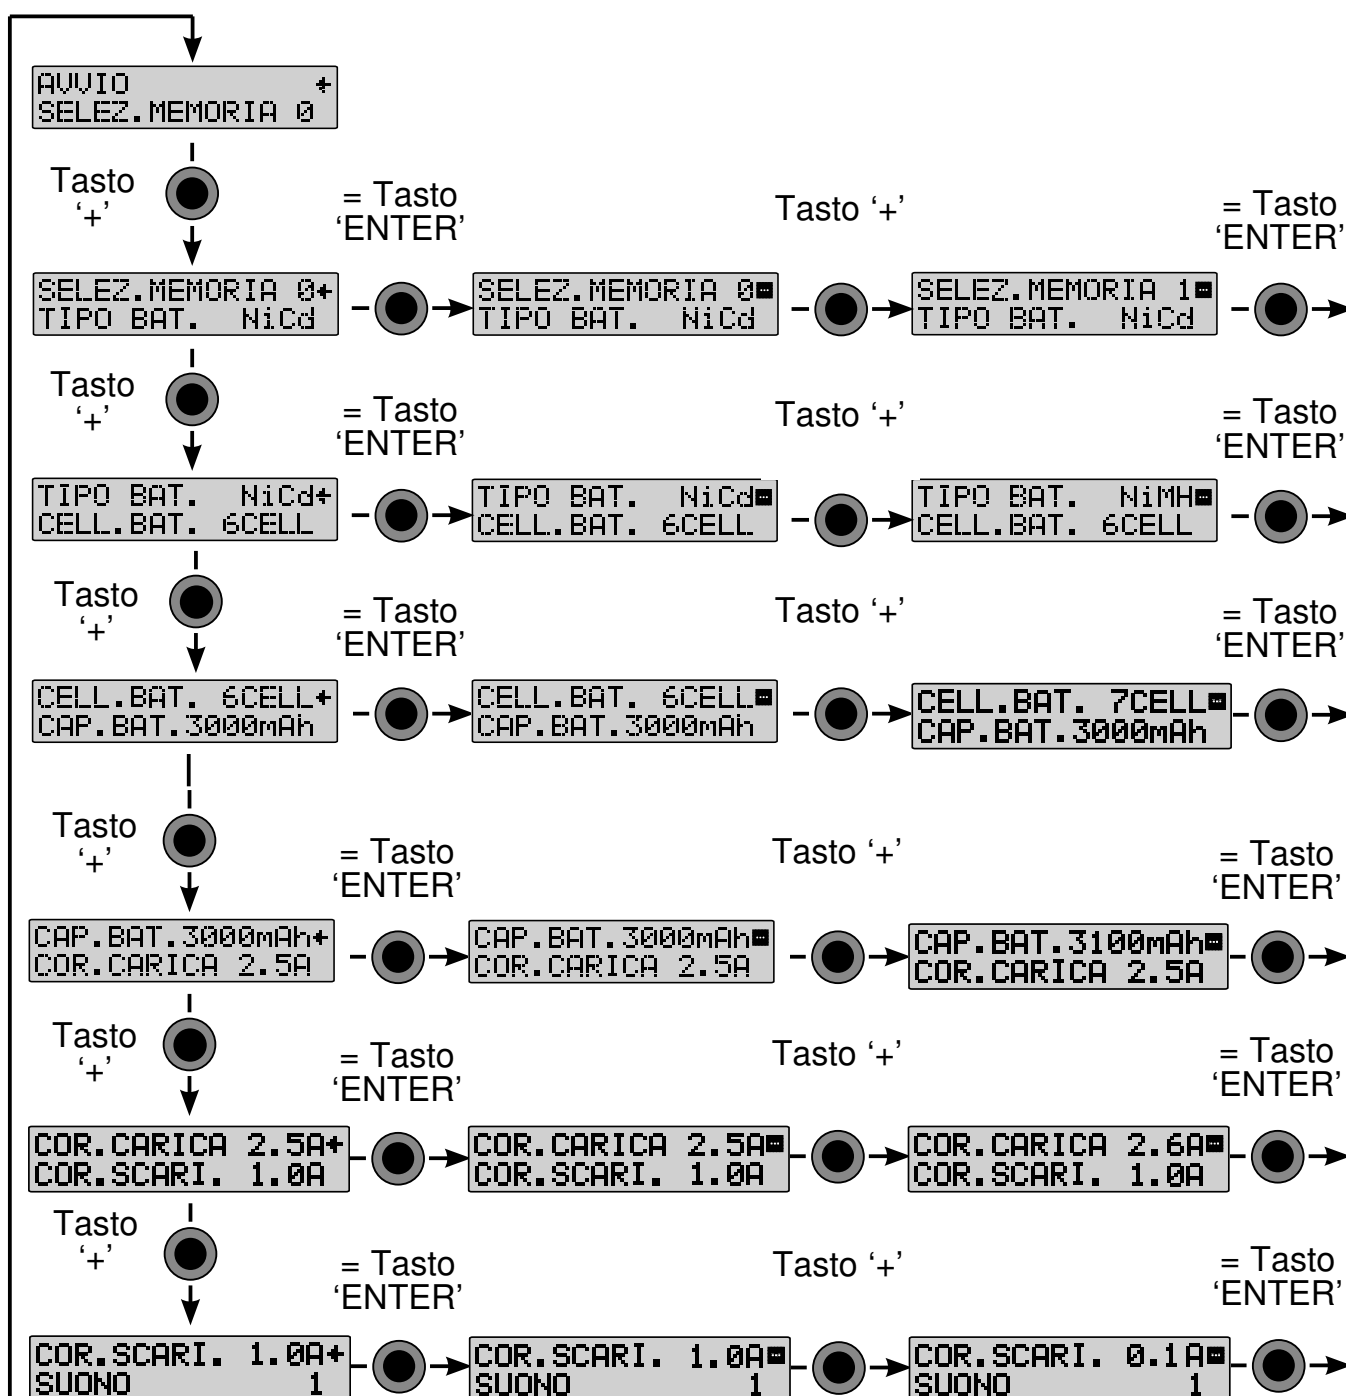 AVVIO +
SELEZ.MEMORIA 0
Tasto '+'
= Tasto 'ENTER'
Tasto '+'
= Tasto 'ENTER'
SELEZ.MEMORIA 0+
TIPO BAT. NiCd
SELEZ.MEMORIA 0
TIPO BAT. NiCd
SELEZ.MEMORIA 1
TIPO BAT. NiCd
Tasto '+'
= Tasto 'ENTER'
Tasto '+'
= Tasto 'ENTER'
TIPO BAT. NiCd+
CELL.BAT. 6CELL
TIPO BAT. NiCd
CELL.BAT. 6CELL
TIPO BAT. NiMH
CELL.BAT. 6CELL
Tasto '+'
= Tasto 'ENTER'
Tasto '+'
= Tasto 'ENTER'
CELL.BAT. 6CELL+
CAP.BAT.3000mAh
CELL.BAT. 6CELL
CAP.BAT.3000mAh
CELL.BAT. 7CELL
CAP.BAT.3000mAh
Tasto '+'
= Tasto 'ENTER'
Tasto '+'
= Tasto 'ENTER'
CAP.BAT.3000mAh+
COR.CARICA 2.5A
CAP.BAT.3000mAh
COR.CARICA 2.5A
CAP.BAT.3100mAh
COR.CARICA 2.5A
Tasto '+'
= Tasto 'ENTER'
Tasto '+'
= Tasto 'ENTER'
COR.CARICA 2.5A+
COR.SCARI. 1.0A
COR.CARICA 2.5A
COR.SCARI. 1.0A
COR.CARICA 2.6A
COR.SCARI. 1.0A
Tasto '+'
= Tasto 'ENTER'
Tasto '+'
= Tasto 'ENTER'
COR.SCARI. 1.0A+
SUONO 1
COR.SCARI. 1.0A
SUONO 1
COR.SCARI. 0.1A
SUONO 1